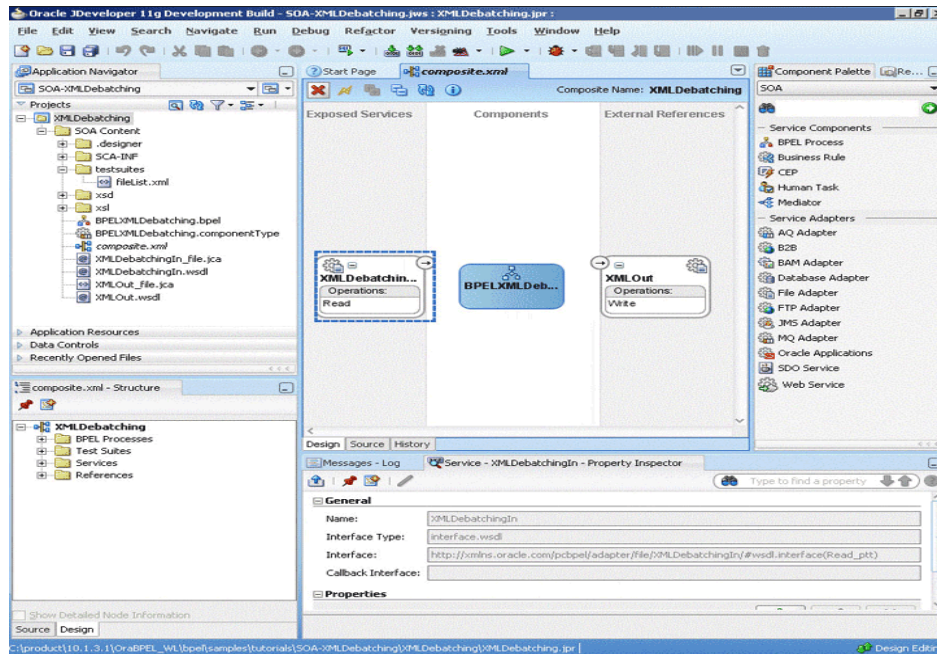 Oracle JDeveloper 11g Development Build - SOA-XMLDebatching.jws : XMLDebatching.jpr :
File Edit View Search Navigate Run Debug Refactor Versigning Tools Window Help
Application Navigator
SOA-XMLDebatching
Projects
XMLDebatching
SOA Content
.designer
SCA-INF
testsuites
fileList.xml
xsd
xsl
BPELXMLDebatching.bpel
BPELXMLDebatching.componentType
composite.xml
XMLDebatchingIn_file.jca
XMLDebatchingIn.wsdl
XMLOut_file.jca
XMLOut.wsdl
Application Resources
Data Controls
Recently Opened Files
composite.xml - Structure
XMLDebatching
BPEL Processes
Test Suites
Services
References
Show Detailed Node Information
Source Design
Start Page composite.xml
Composite Name: XMLDebatching
Exposed Services Components External References
XMLDebatchin...
Operations:
Read
BPELXMLDeb...
XMLOut
Operations:
Write
Design Source History
Messages - Log Service - XMLDebatchingIn - Property Inspector
Type to find a property
General
Name: XMLDebatchingIn
Interface Type: interface.wsdl
Interface: http://xmlns.oracle.com/pcbpel/adapter/file/XMLDebatchingIn/#wsdl.interface(Read_ptt)
Callback Interface:
Properties
Component Palette Re...
SOA
Service Components
BPEL Process
Business Rule
CEP
Human Task
Mediator
Service Adapters
AQ Adapter
B2B
BAM Adapter
Database Adapter
File Adapter
FTP Adapter
JMS Adapter
MQ Adapter
Oracle Applications
SDO Service
Web Service
C:\product\10.1.3.1\OraBPEL_WL\bpel\samples\tutorials\SOA-XMLDebatching\XMLDebatching\XMLDebatching.jpr
Design Editin